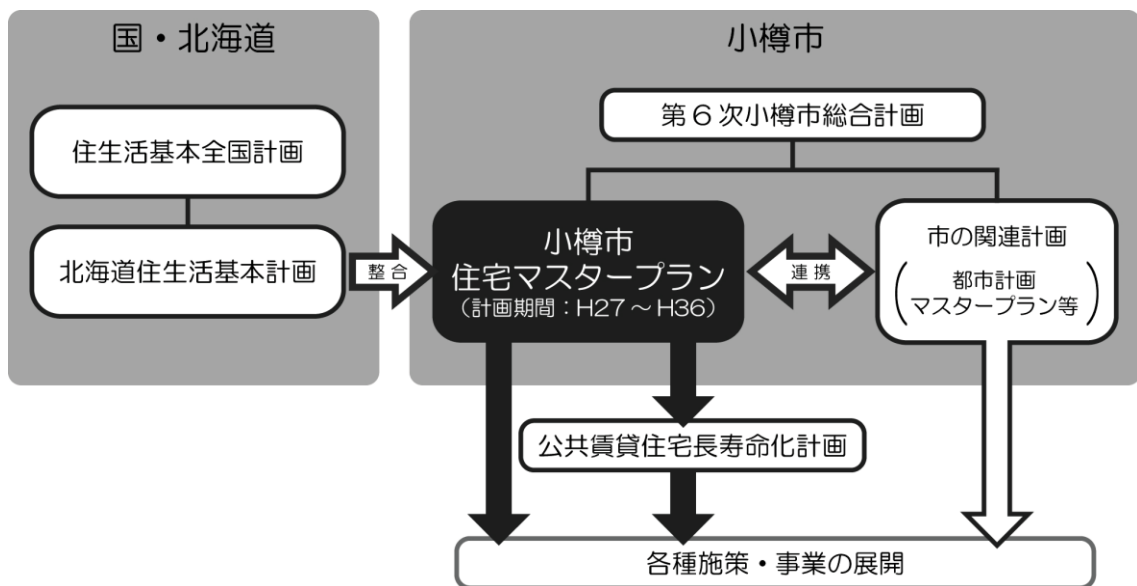 国・北海道
住生活基本全国計画
北海道住生活基本計画
整合
小樽市
第6次小樽市総合計画
小樽市
住宅マスタープラン
(計画期間:H27～H36)
連携
市の関連計画
都市計画
マスタープラン等
公共賃貸住宅長寿命化計画
各種施策・事業の展開